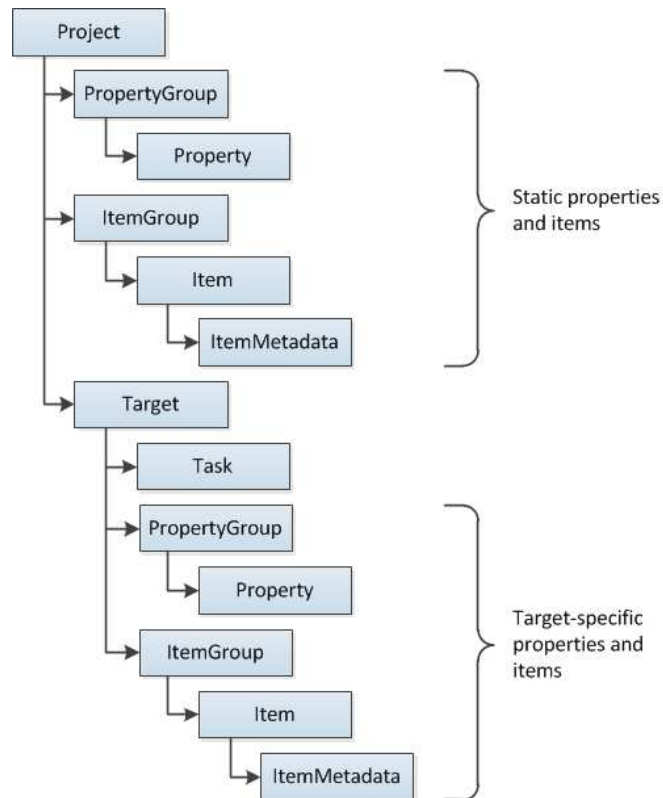 Project
PropertyGroup
Property
ItemGroup
Item
ItemMetadata
Static properties
and items
Target
Task
PropertyGroup
Property
ItemGroup
Item
ItemMetadata
Target-specific
properties and
items